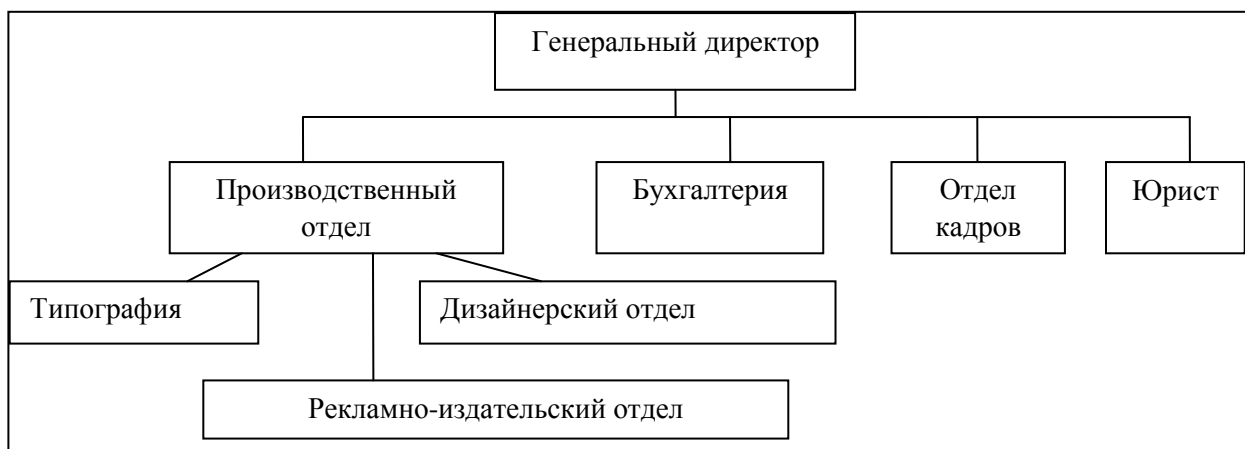 Генеральный директор
Производственный
отдел
Бухгалтерия
Отдел
кадров
Юрист
Типография
Дизайнерский отдел
Рекламно-издательский отдел